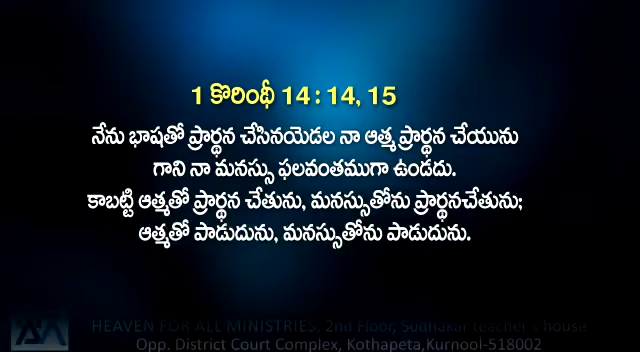 1 కొరింథీ 14 : 14, 15
నేను భాషతో ప్రార్థన చేసినయెడల నా ఆత్మ ప్రార్థన చేయును
గాని నా మనస్సు ఫలవంతముగా ఉండదు.
కాబట్టి ఆత్మతో ప్రార్థన చేతును, మనస్సుతోను ప్రార్థనచేతును;
ఆత్మతో పాడుదును, మనస్సుతోను పాడుదును.
HEAVEN FOR ALL MINISTRIES, 2nd Floor, Sudhakar teacher's house
Opp. District Court Complex, Kothapeta,Kurnool-518002